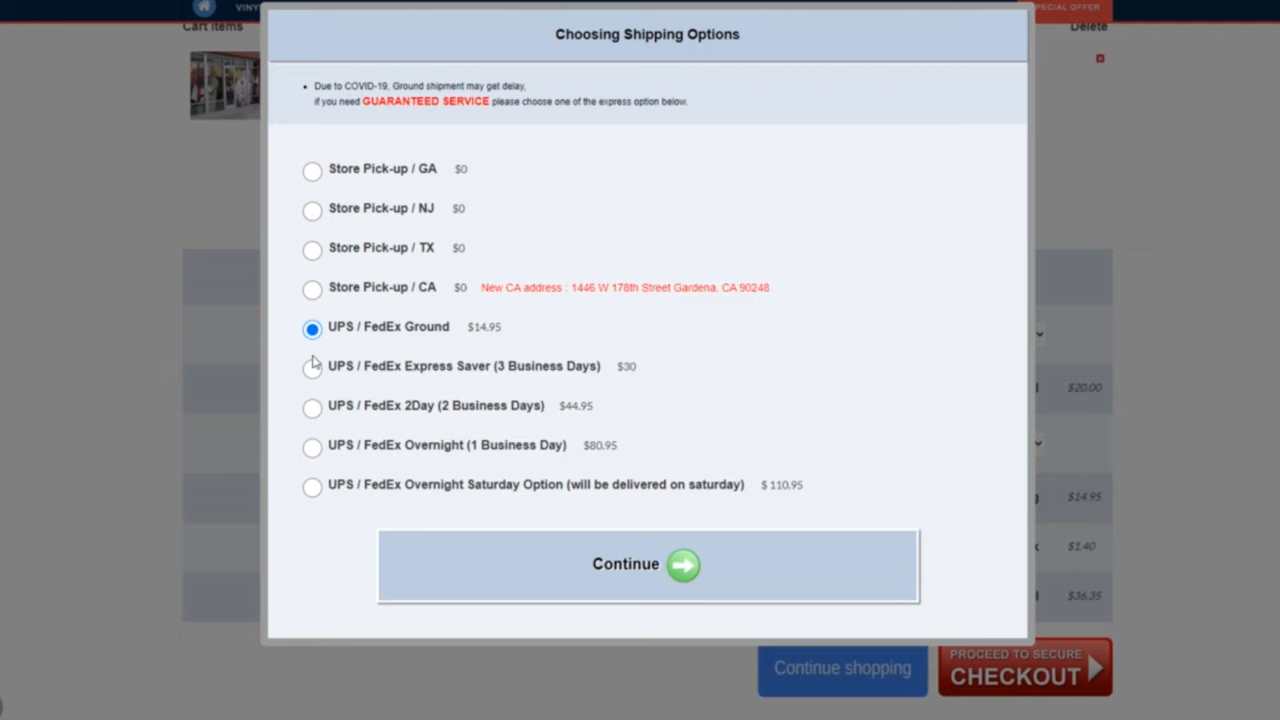 VINY
PECIAL OFFER
Cart Items
Delete
Choosing Shipping Options
Due to COVID-19, Ground shipment may get delay,
if you need GUARANTEED SERVICE please choose one of the express option below.
Store Pick-up / GA $0
Store Pick-up / NJ $0
Store Pick-up / TX $0
Store Pick-up / CA $0 New CA address : 1446 W 178th Street Gardena, CA 90248
UPS / FedEx Ground $14.95
UPS / FedEx Express Saver (3 Business Days) $30
UPS / FedEx 2Day (2 Business Days) $44.95
$20.00
UPS / FedEx Overnight (1 Business Day) $80.95
UPS / FedEx Overnight Saturday Option (will be delivered on saturday) $ 110.95
$14.95
$1.40
Continue
$36.35
Continue shopping
PROCEED TO SECURE
CHECKOUT